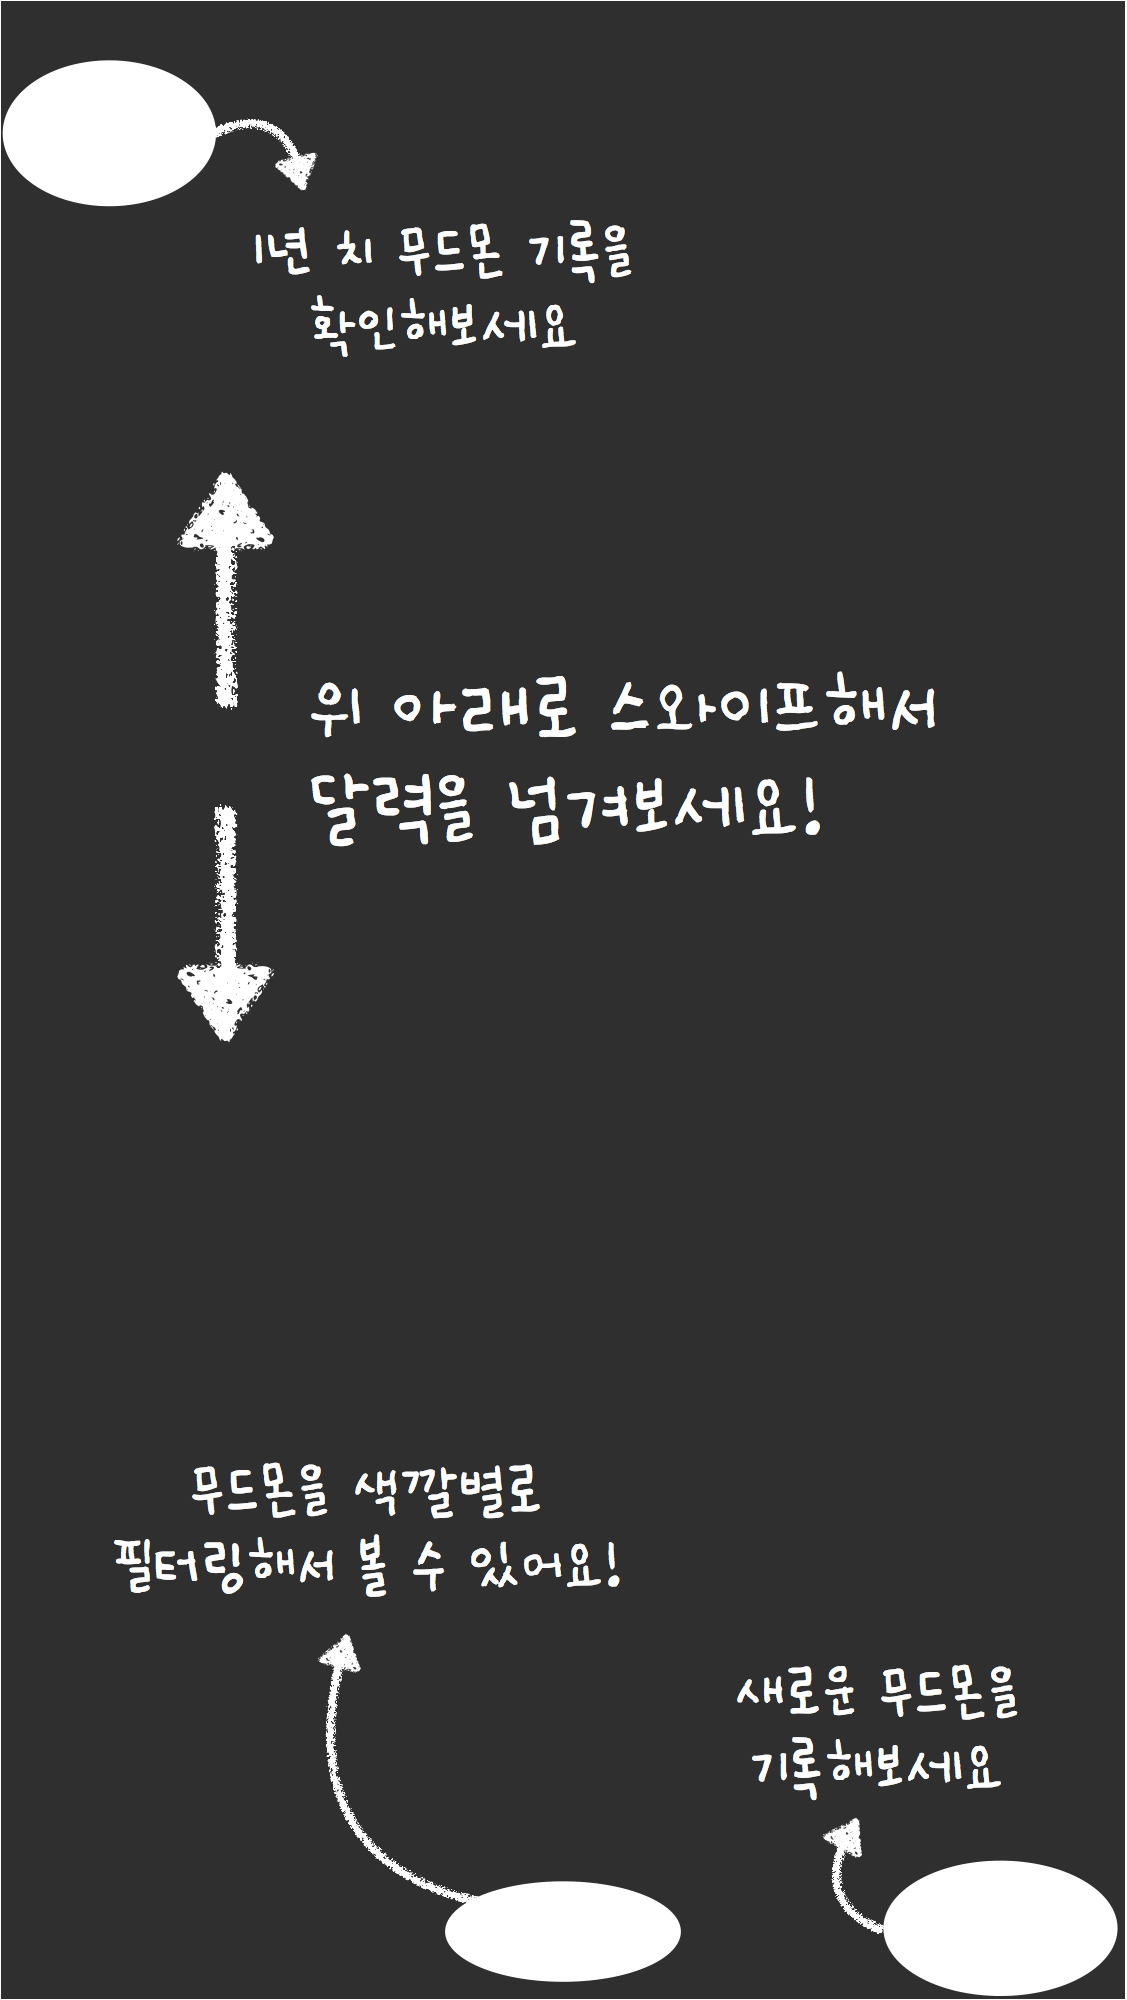 1년 치 무드몬 기록을
확인해보세요
위 아래로 스와이프해서
달력을 넘겨보세요!
무드몬을 색깔별로
필터링해서 볼 수 있어요!
새로운 무드몬을
기록해보세요